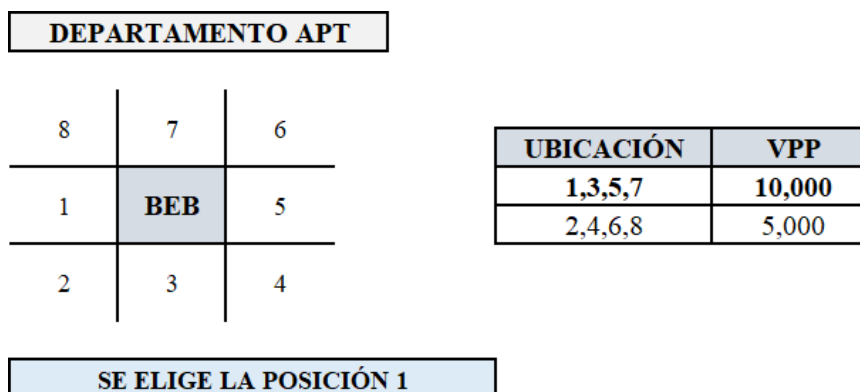 DEPARTAMENTO APT
8 7 6
1 BEB 5
2 3 4
UBICACIÓN VPP
1,3,5,7 10,000
2,4,6,8 5,000
SE ELIGE LA POSICIÓN 1